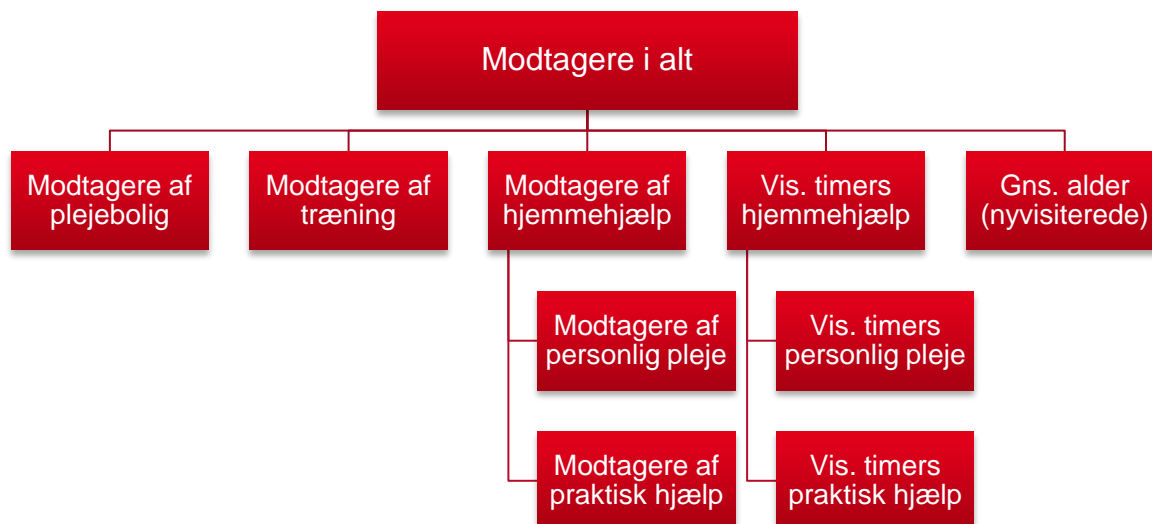 Modtagere i alt
Modtagere af
plejebolig
Modtagere af
træning
Modtagere af
hjemmehjælp
Vis. timers
hjemmehjælp
Gns. alder
(nyvisiterede)
Modtagere af
personlig pleje
Vis. timers
personlig pleje
Modtagere af
praktisk hjælp
Vis. timers
praktisk hjælp